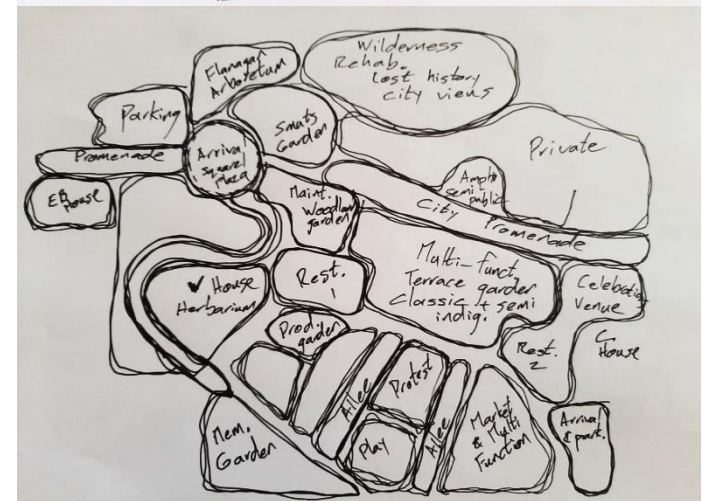 Wilderness
Rehab.
Lost history
city views
Flanagan
Arboretum
Parking
Smuts
Garden
Private
Promenade
Arrival
square/
plaza
EB
House
Amphi
semi
public
City Promenade
Maint.
Woodland
garden
Multi-funct.
Terrace garden
Classic + semi
indig.
✓ House
Herbarium
Rest.
1
Celebration
Venue
Prod.
garden
Rest.
2
C
House
Allee
Protest
Mem.
Garden
Play
Allee
Market
& Multi
Function
Arrival
& park.